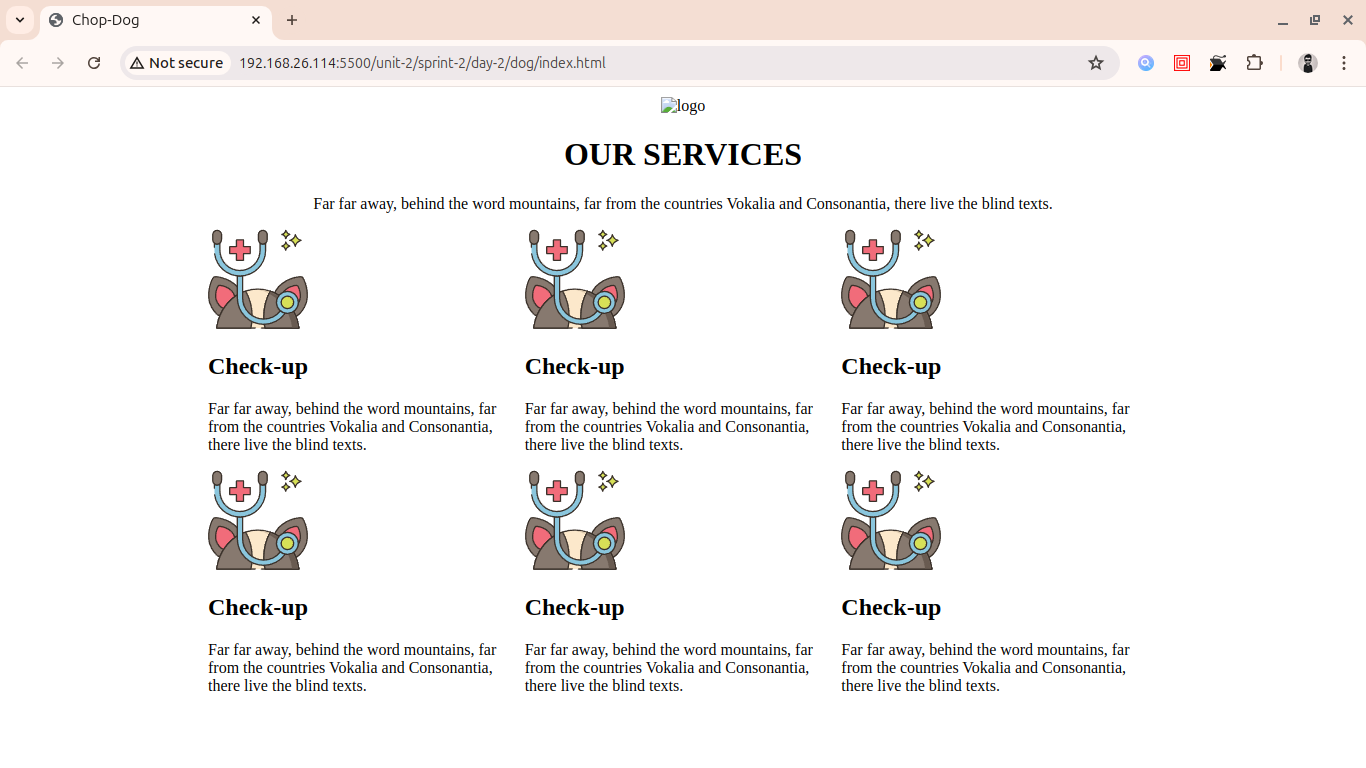 Chop-Dog
Not secure 192.168.26.114:5500/unit-2/sprint-2/day-2/dog/index.html
logo
OUR SERVICES
Far far away, behind the word mountains, far from the countries Vokalia and Consonantia, there live the blind texts.
Check-up
Far far away, behind the word mountains, far
from the countries Vokalia and Consonantia,
there live the blind texts.
Check-up
Far far away, behind the word mountains, far
from the countries Vokalia and Consonantia,
there live the blind texts.
Check-up
Far far away, behind the word mountains, far
from the countries Vokalia and Consonantia,
there live the blind texts.
Check-up
Far far away, behind the word mountains, far
from the countries Vokalia and Consonantia,
there live the blind texts.
Check-up
Far far away, behind the word mountains, far
from the countries Vokalia and Consonantia,
there live the blind texts.
Check-up
Far far away, behind the word mountains, far
from the countries Vokalia and Consonantia,
there live the blind texts.